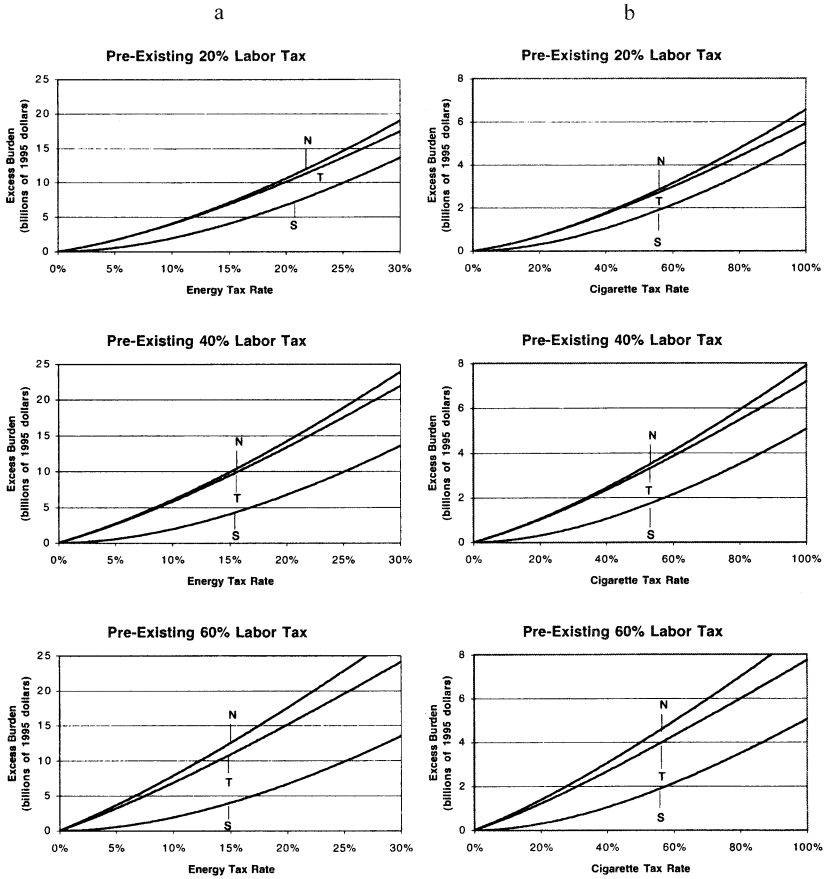 a
b
Pre-Existing 20% Labor Tax
Excess Burden
(billions of 1995 dollars)
25
20
15
10
5
0
N
T
S
0% 5% 10% 15% 20% 25% 30%
Energy Tax Rate
Pre-Existing 20% Labor Tax
Excess Burden
(billions of 1995 dollars)
8
6
4
2
0
N
T
S
0% 20% 40% 60% 80% 100%
Cigarette Tax Rate
Pre-Existing 40% Labor Tax
Excess Burden
(billions of 1995 dollars)
25
20
15
10
5
0
N
T
S
0% 5% 10% 15% 20% 25% 30%
Energy Tax Rate
Pre-Existing 40% Labor Tax
Excess Burden
(billions of 1995 dollars)
8
6
4
2
0
N
T
S
0% 20% 40% 60% 80% 100%
Cigarette Tax Rate
Pre-Existing 60% Labor Tax
Excess Burden
(billions of 1995 dollars)
25
20
15
10
5
0
N
T
S
0% 5% 10% 15% 20% 25% 30%
Energy Tax Rate
Pre-Existing 60% Labor Tax
Excess Burden
(billions of 1995 dollars)
8
6
4
2
0
N
T
S
0% 20% 40% 60% 80% 100%
Cigarette Tax Rate